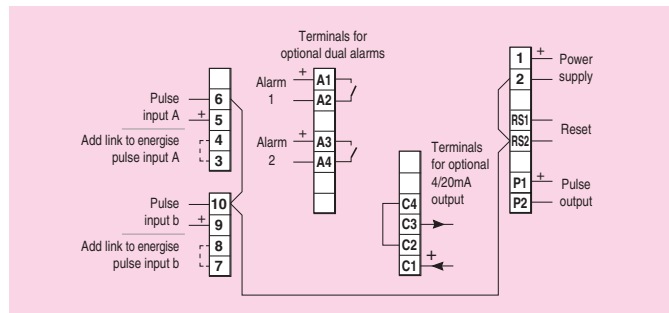 Terminals for
optional dual alarms
Pulse
input A
6
+
5
Add link to energise
pulse input A
4
3
Pulse
input b
10
+
9
Add link to energise
pulse input b
8
7
Alarm
1
+
A1
A2
Alarm
2
+
A3
A4
Terminals
for optional
4/20mA
output
C4
C3
C2
C1
+
1
2
+
Power
supply
RS1
RS2
Reset
P1
P2
+
Pulse
output